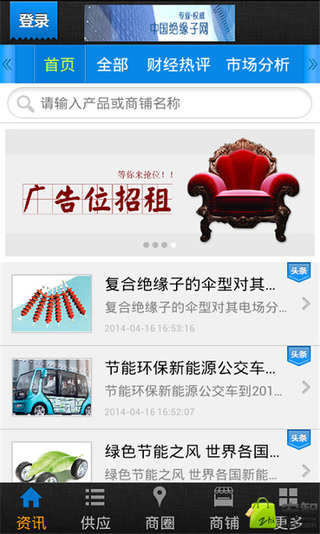 登录
专业·权威
中国绝缘子网
首页 全部 财经热评 市场分析
请输入产品或商铺名称
等你来抢位！！
广告位招租
头条
复合绝缘子的伞型对其...
复合绝缘子的伞型对其电场分...
2014-04-16 16:53:16
头条
节能环保新能源公交车...
节能环保新能源公交车到201...
2014-04-16 16:52:07
头条
绿色节能之风 世界各国...
绿色节能之风 世界各国新能...
资讯 供应 商圈 商铺 更多